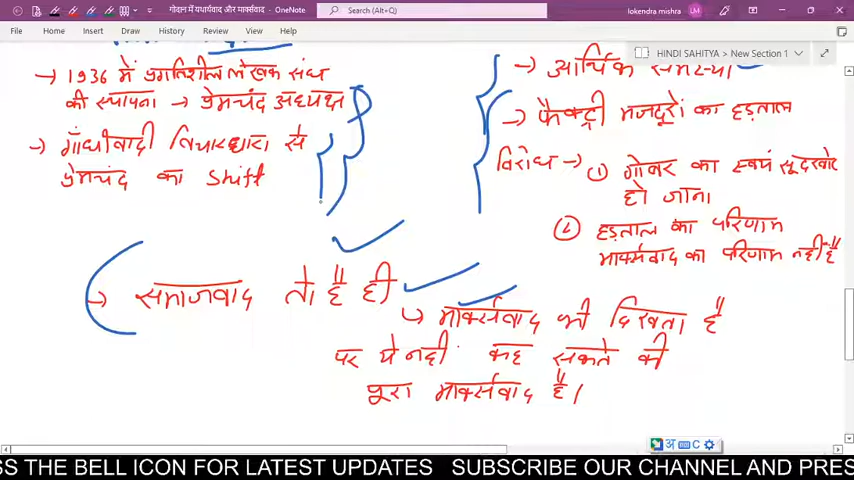 गोदान में यथार्थवाद और मार्क्सवाद - OneNote
Search
lokendra mishra
LM
File Home Insert Draw History Review View Help
HINDI SAHITYA > New Section 1
→ 1936 में प्रगतिशील लेखक संघ
की स्थापना → प्रेमचंद अध्यक्ष
→ गाँधीवादी विचारधारा से
प्रेमचंद का shift
→ आर्थिक समस्या
→ फैक्ट्री मजदूरों का हड़ताल
विरोध → ① गोबर का स्वयं सूदखोर
हो जाना
② हड़ताल का परिणाम
मार्क्सवाद का परिणाम नहीं है"
→ समाजवाद तो है ही
मार्क्सवाद भी दिखता है
पर ये नहीं कह सकते की
पूरा मार्क्सवाद है।
अ ENG
SS THE BELL ICON FOR LATEST UPDATES SUBSCRIBE OUR CHANNEL AND PRES